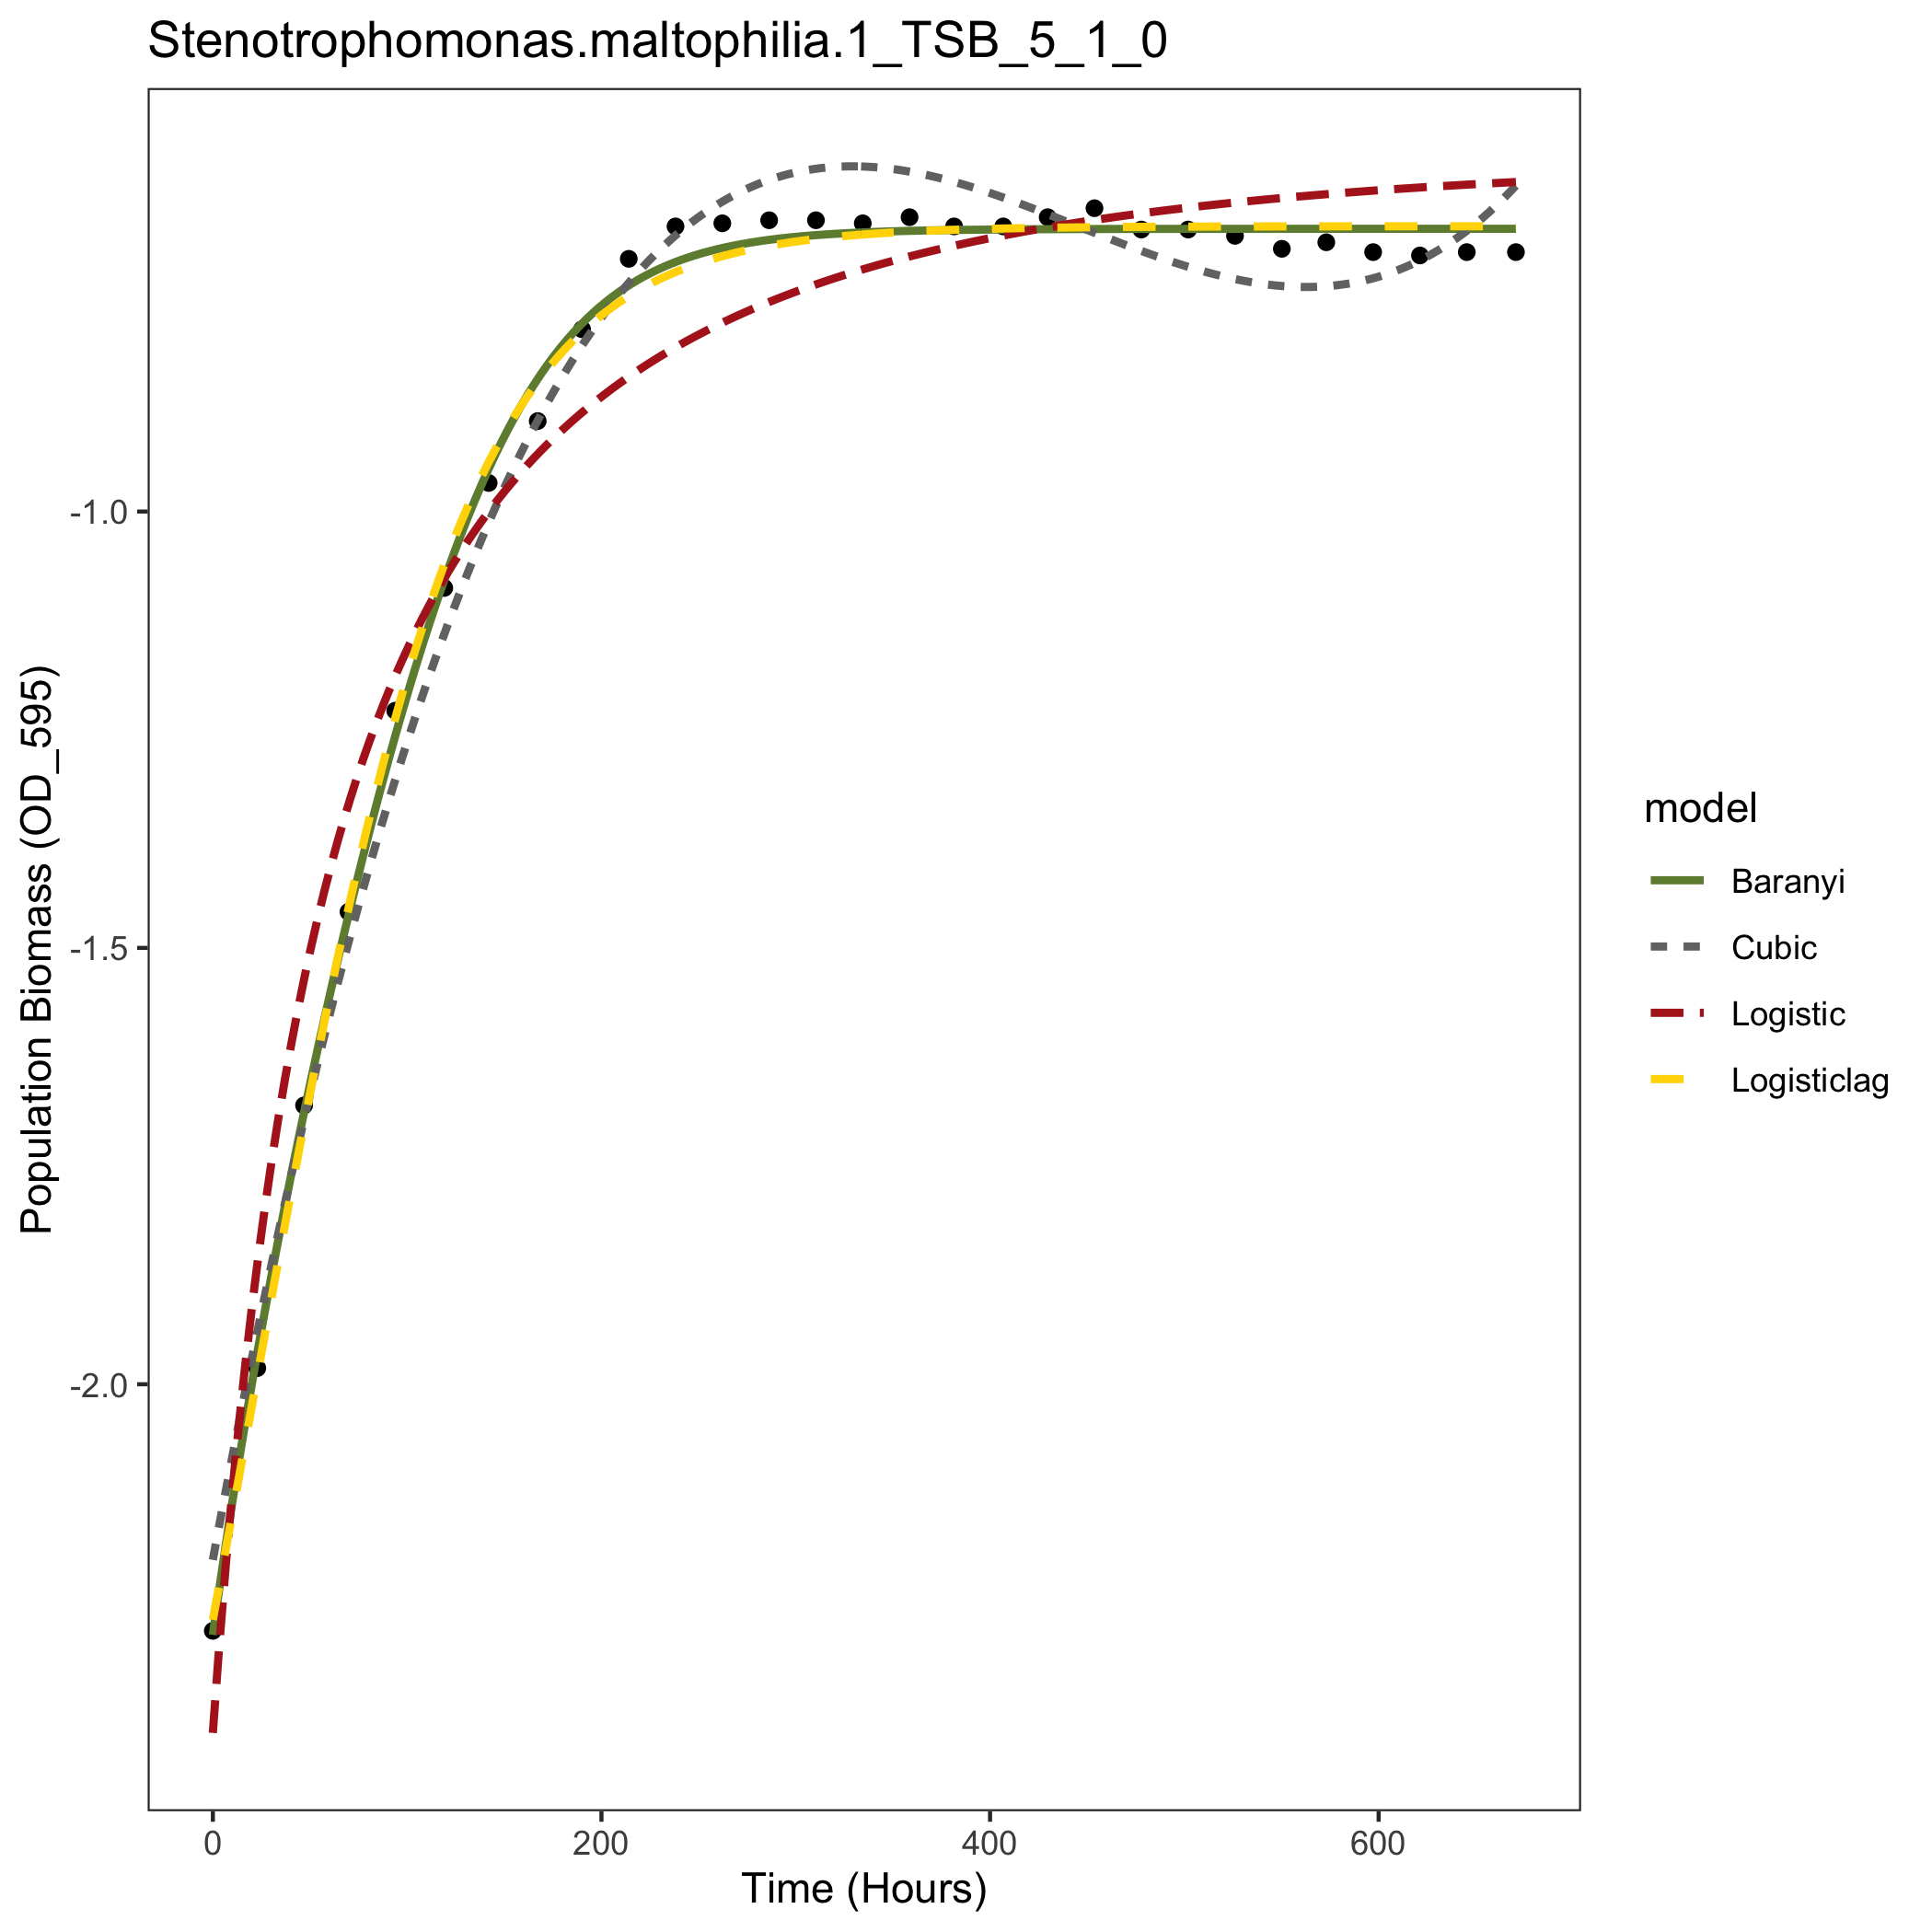 Stenotrophomonas.maltophilia.1_TSB_5_1_0
Population Biomass (OD_595)
-1.0
-1.5
-2.0
0
200
400
600
Time (Hours)
model
Baranyi
Cubic
Logistic
Logisticlag